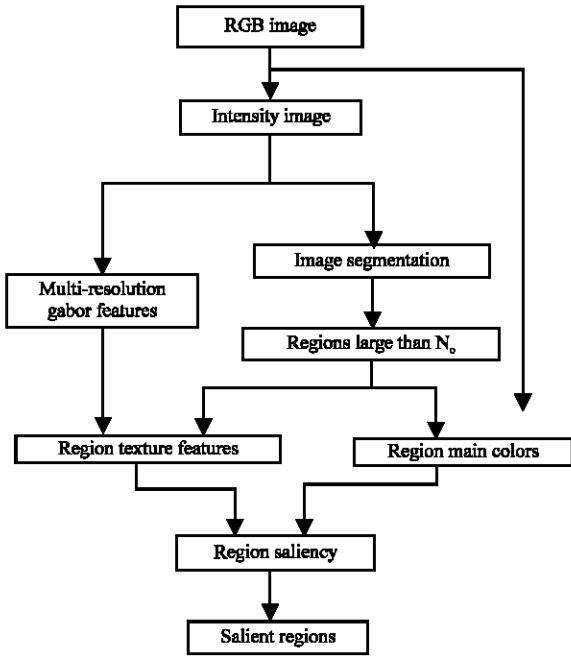 RGB image
Intensity image
Image segmentation
Multi-resolution
gabor features
Regions large than Nₒ
Region texture features
Region main colors
Region saliency
Salient regions